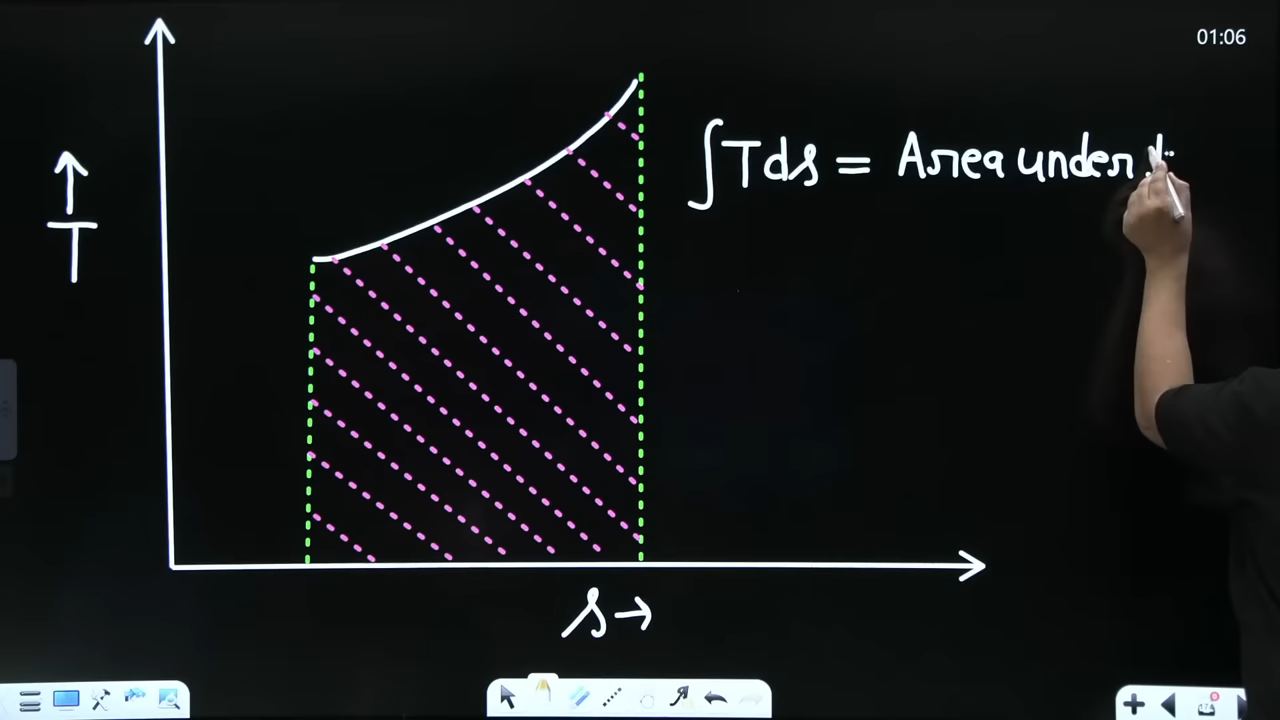 01:06
∫Tds = Area under
↑
T
s→